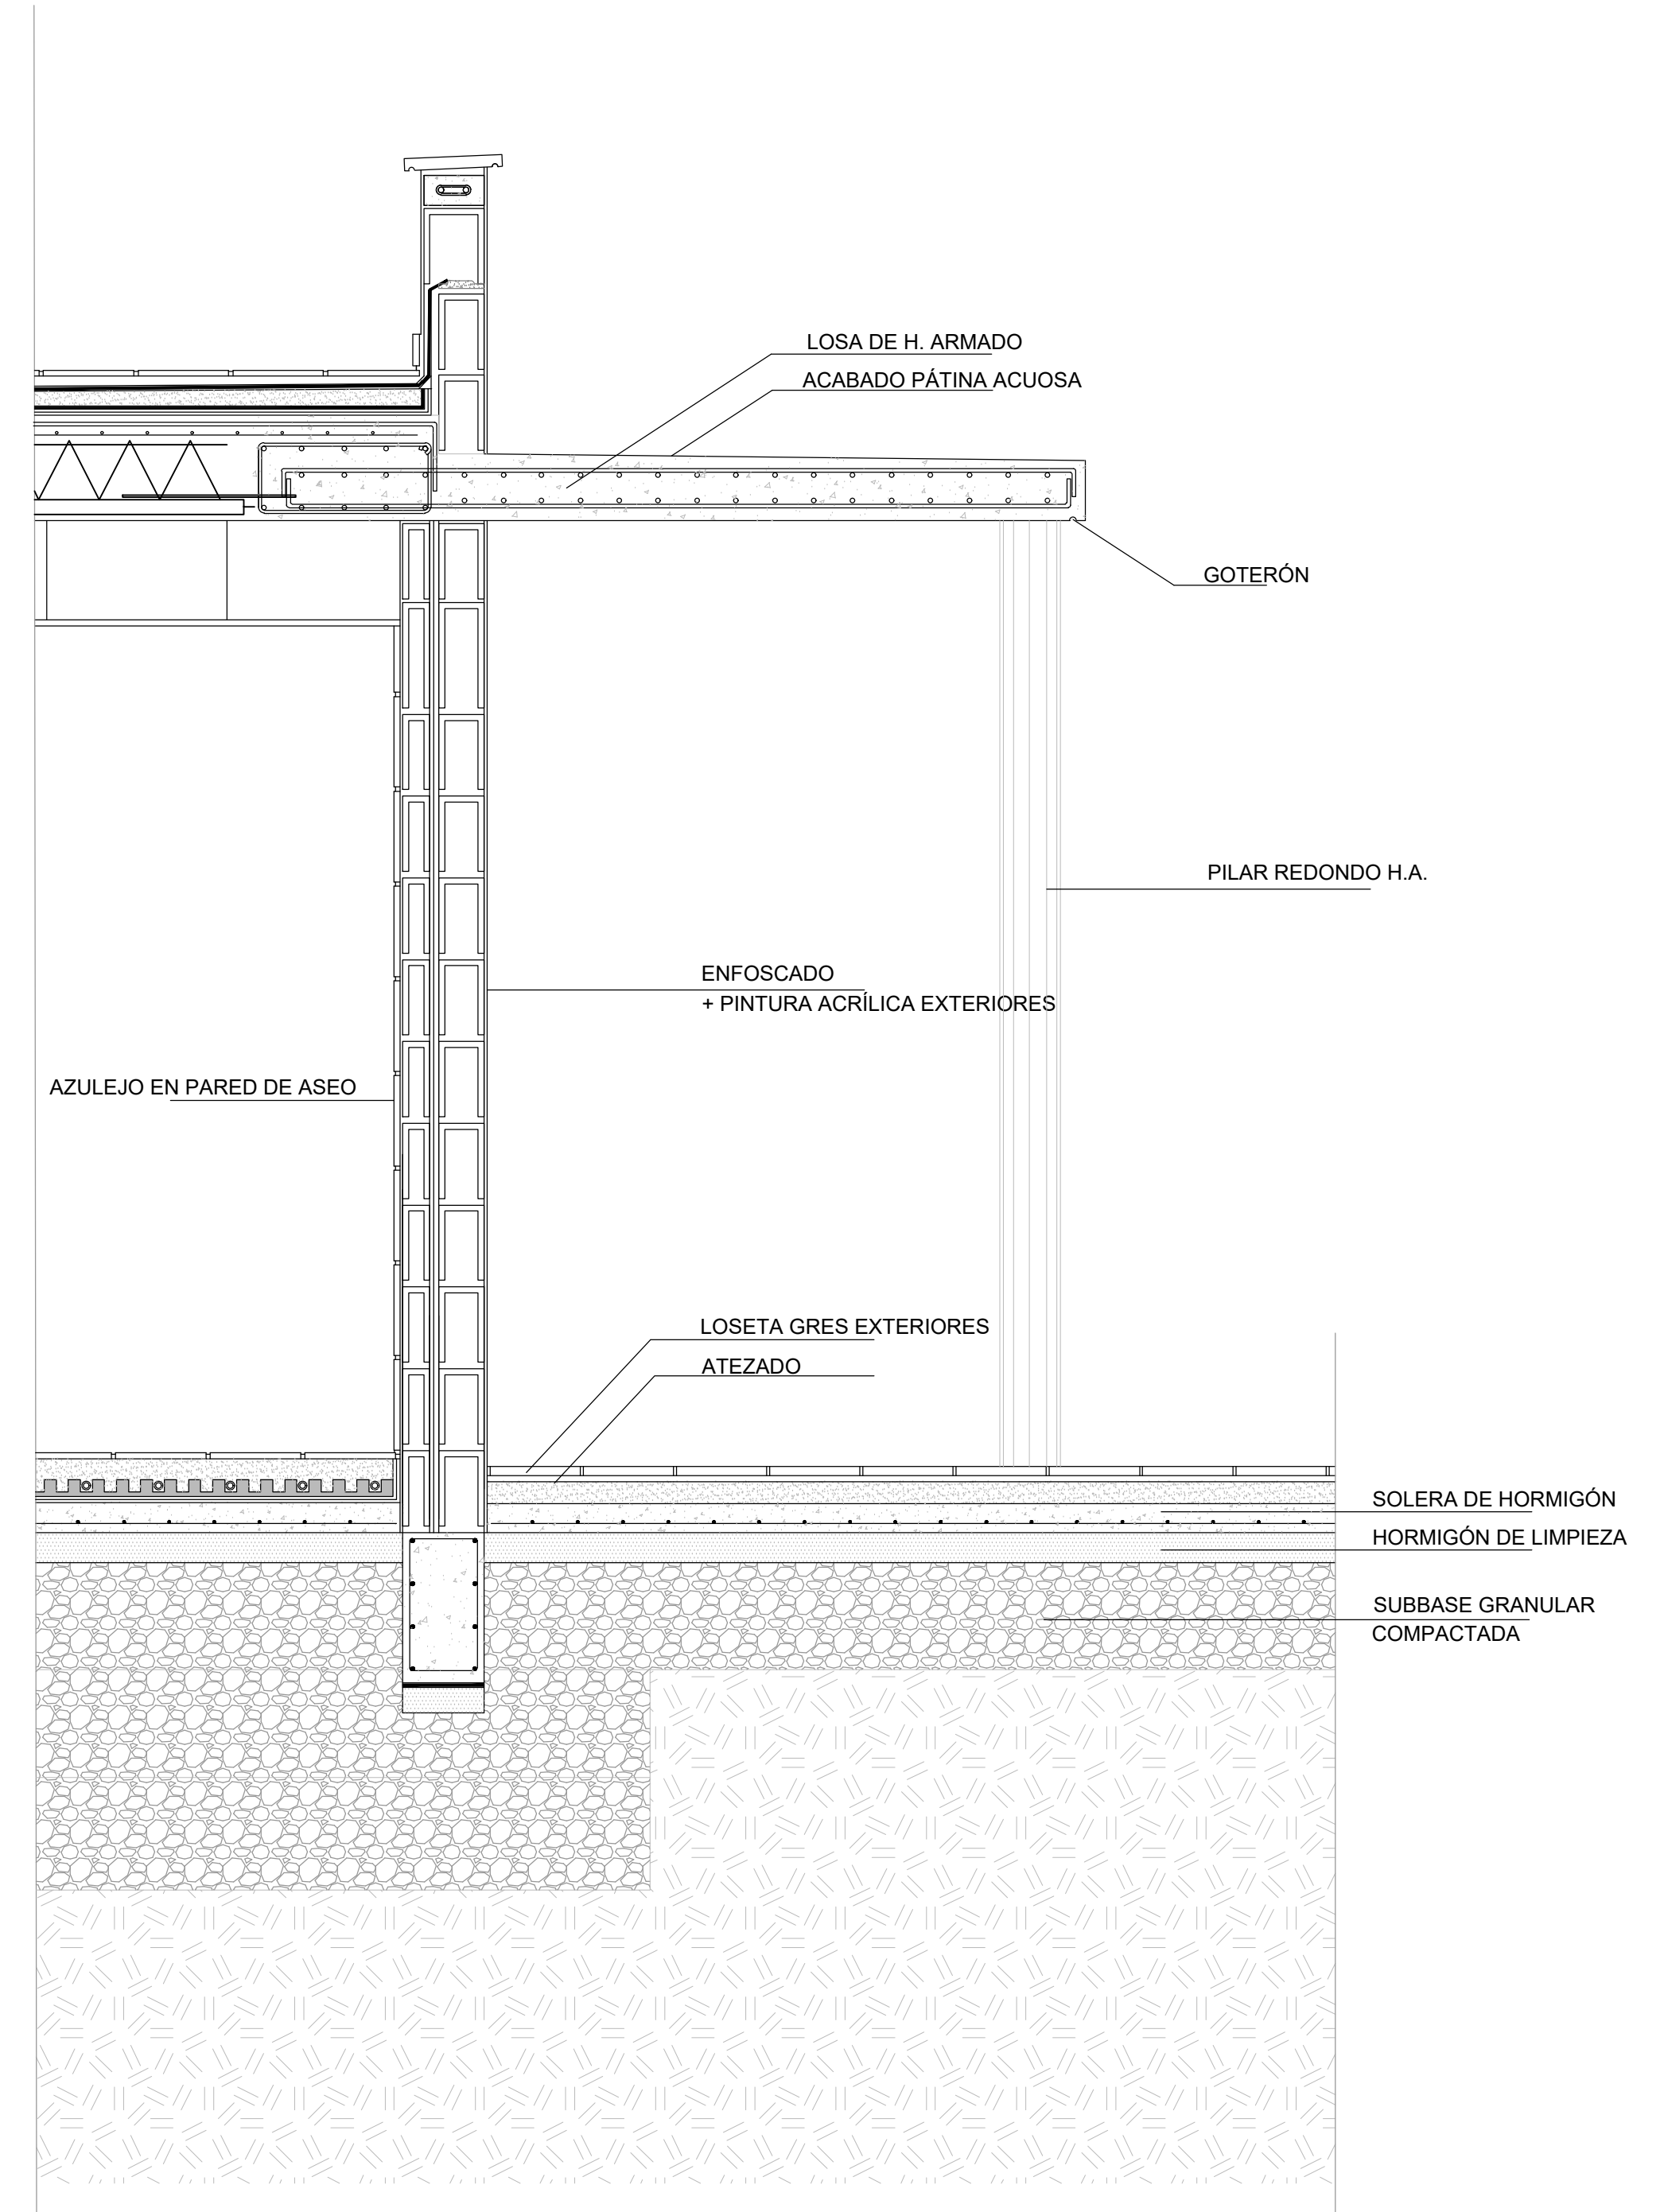 LOSA DE H. ARMADO
ACABADO PÁTINA ACUOSA
GOTERÓN
PILAR REDONDO H.A.
ENFOSCADO
+ PINTURA ACRÍLICA EXTERIORES
AZULEJO EN PARED DE ASEO
LOSETA GRES EXTERIORES
ATEZADO
SOLERA DE HORMIGÓN
HORMIGÓN DE LIMPIEZA
SUBBASE GRANULAR
COMPACTADA